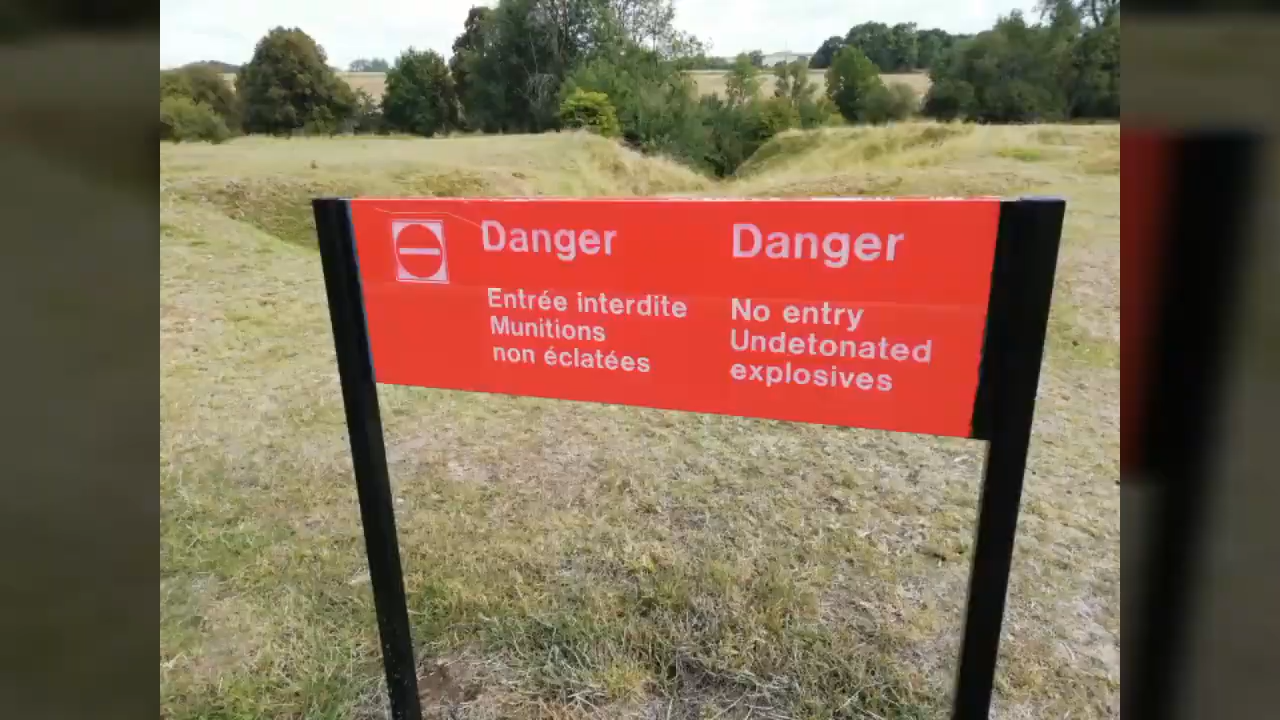 Danger
Entrée interdite
Munitions
non éclatées
Danger
No entry
Undetonated
explosives